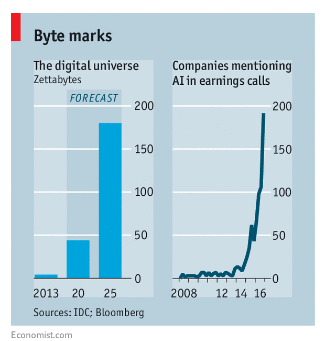 Byte marks
The digital universe
Zettabytes
FORECAST
200
150
100
50
0
2013 20 25
Companies mentioning
AI in earnings calls
200
150
100
50
0
2008 12 14 16
Sources: IDC; Bloomberg
Economist.com